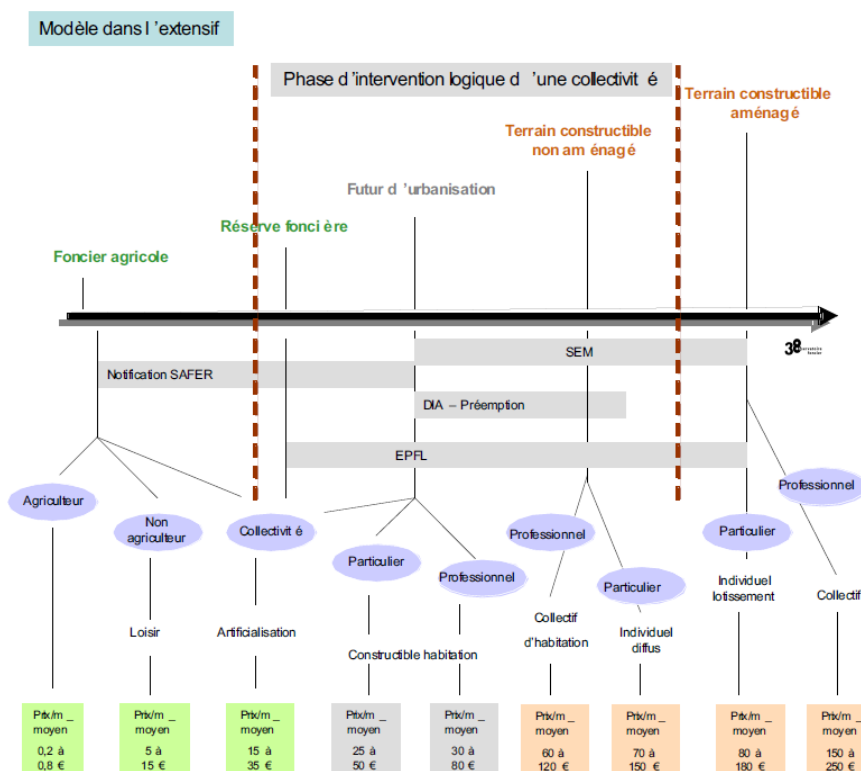 Modèle dans l 'extensif
Phase d 'intervention logique d 'une collectivit é
Terrain constructible
aménagé
Terrain constructible
non am énagé
Futur d 'urbanisation
Réserve fonci ère
Foncier agricole
SEM
38
Notification SAFER
DIA – Préemption
EPFL
Agriculteur
Non
agriculteur
Collectivit é
Particulier
Professionnel
Professionnel
Particulier
Particulier
Professionnel
Loisir
Artificialisation
Constructible habitation
Collectif
d'habitation
Individuel
diffus
Individuel
lotissement
Collectif
Prix/m _
moyen
0,2 à
0,8 €
Prix/m _
moyen
5 à
15 €
Prix/m _
moyen
15 à
35 €
Prix/m _
moyen
25 à
50 €
Prix/m _
moyen
30 à
80 €
Prix/m _
moyen
60 à
120 €
Prix/m _
moyen
70 à
150 €
Prix/m _
moyen
80 à
180 €
Prix/m _
moyen
150 à
250 €